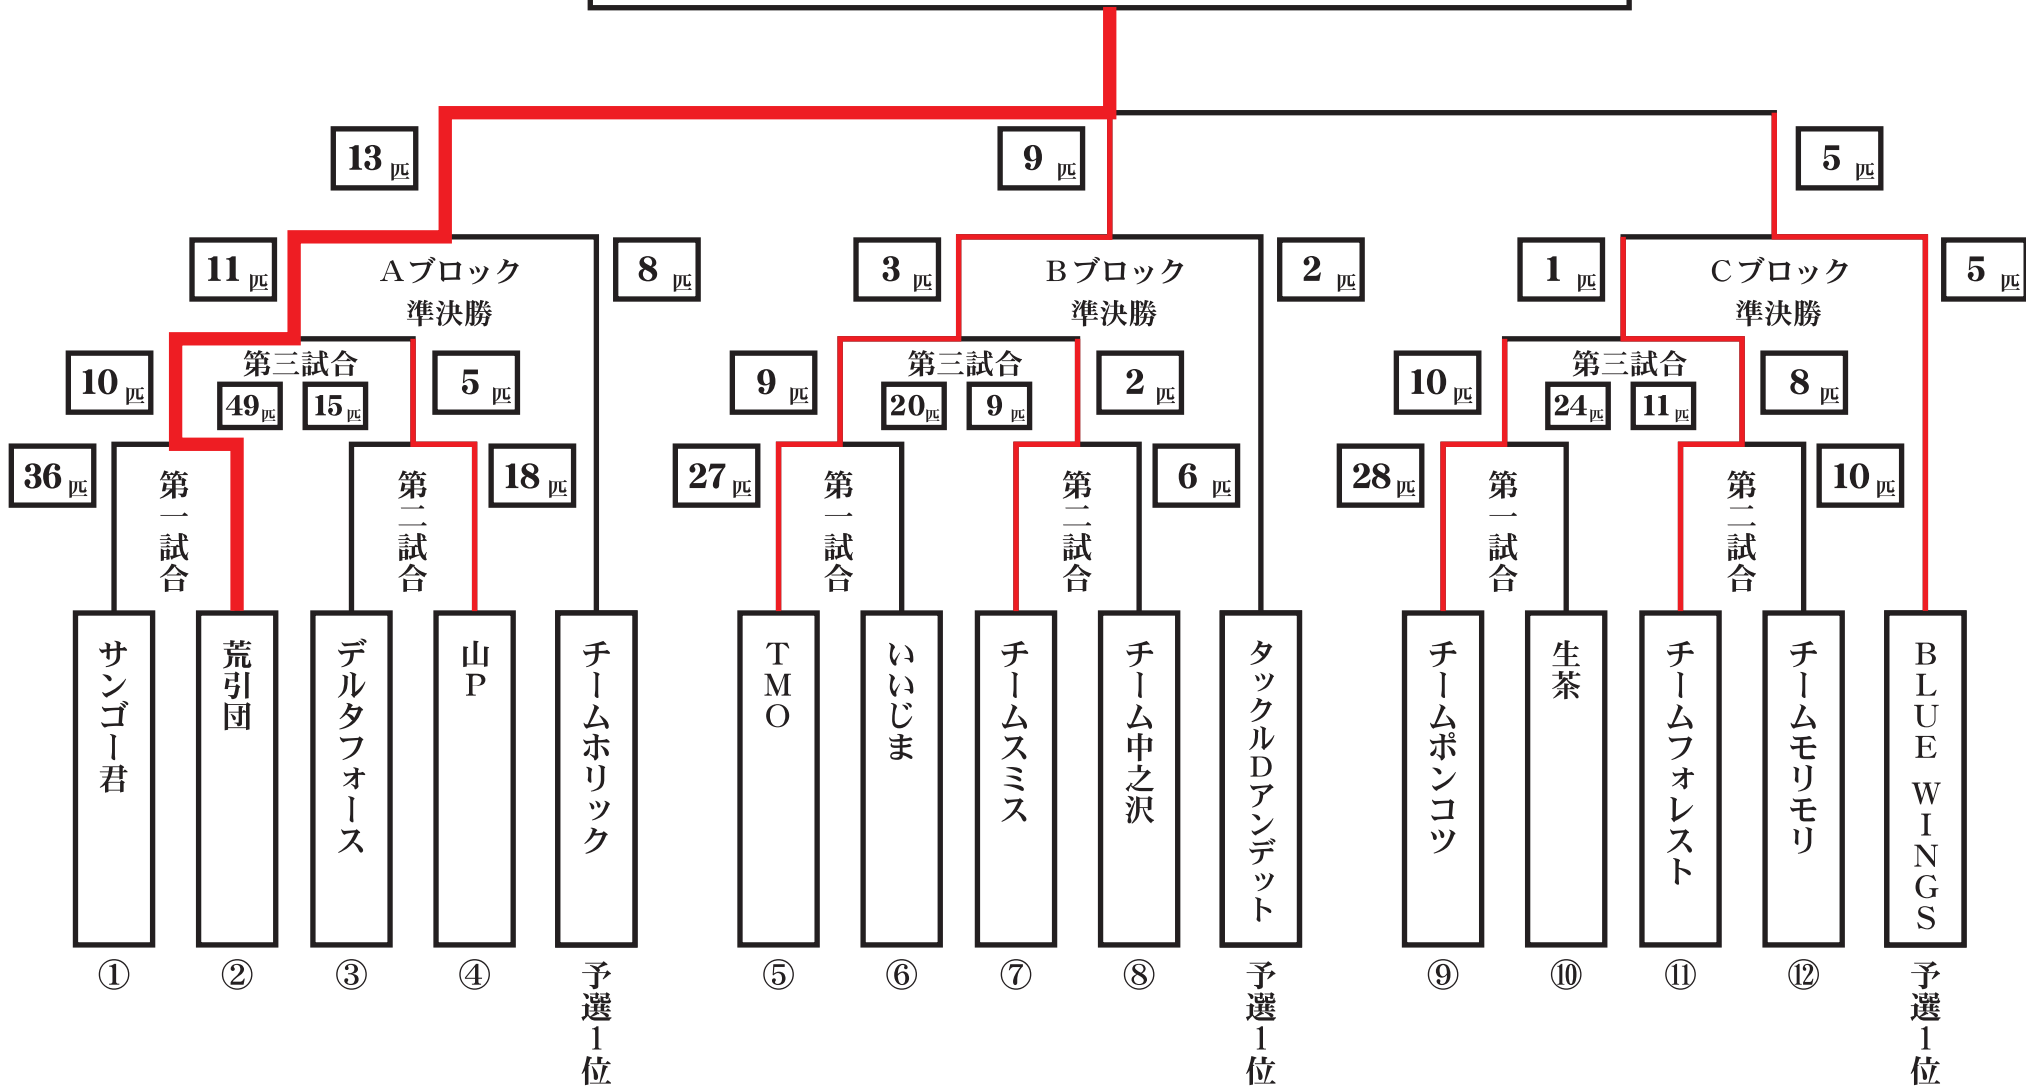 13匹
9匹
5匹
11匹
Aブロック
準決勝
8匹
3匹
Bブロック
準決勝
2匹
1匹
Cブロック
準決勝
5匹
10匹
第三試合
49匹
15匹
5匹
9匹
第三試合
20匹
9匹
2匹
10匹
第三試合
24匹
11匹
8匹
36匹
第一試合
第二試合
18匹
27匹
第一試合
第二試合
6匹
28匹
第一試合
第二試合
10匹
サンゴー君
荒引団
デルタフォース
山P
チームホリック
TMO
いいじま
チームスミス
チーム中之沢
タックルDアンデット
チームポンコツ
生茶
チームフォレスト
チームモリモリ
BLUE WINGS
①
②
③
④
予選1位
⑤
⑥
⑦
⑧
予選1位
⑨
⑩
⑪
⑫
予選1位